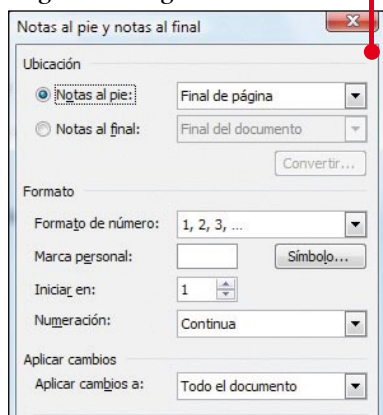 Notas al pie y notas al final
Ubicación
Notas al pie: Final de página
Notas al final: Final del documento
Convertir...
Formato
Formato de número: 1, 2, 3, ...
Marca personal: Símbolo...
Iniciar en: 1
Numeración: Continua
Aplicar cambios
Aplicar cambios a: Todo el documento